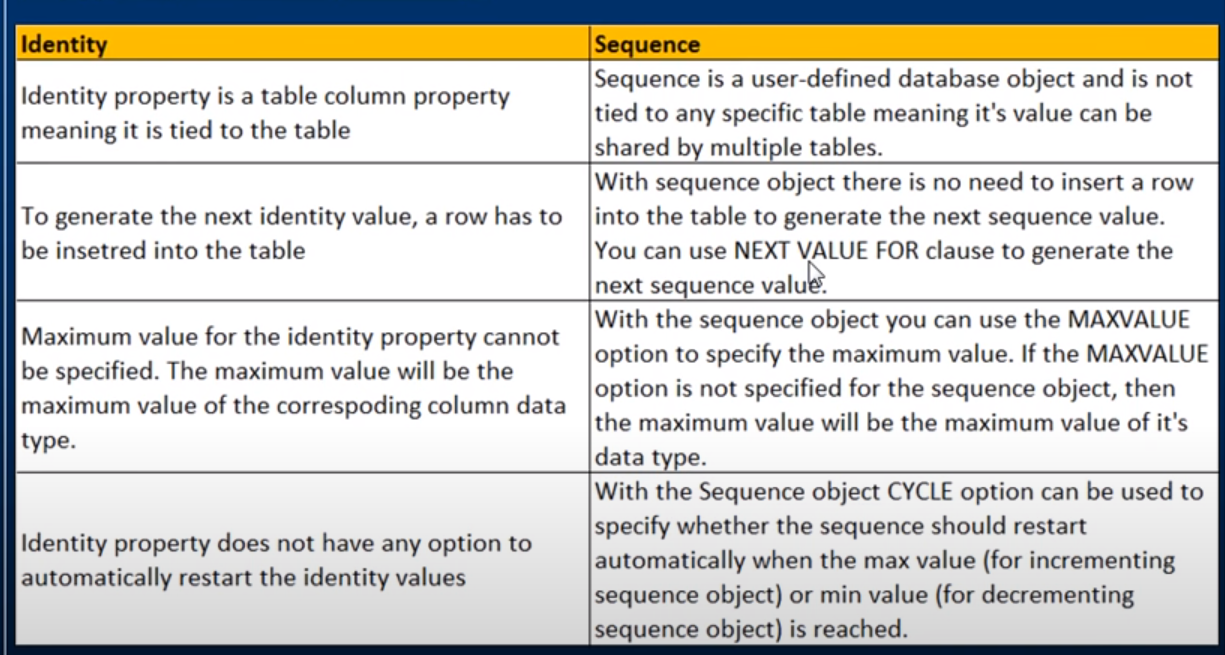 Identity
Sequence
Identity property is a table column property
meaning it is tied to the table
Sequence is a user-defined database object and is not
tied to any specific table meaning it's value can be
shared by multiple tables.
To generate the next identity value, a row has to
be insetred into the table
With sequence object there is no need to insert a row
into the table to generate the next sequence value.
You can use NEXT VALUE FOR clause to generate the
next sequence value.
Maximum value for the identity property cannot
be specified. The maximum value will be the
maximum value of the correspoding column data
type.
With the sequence object you can use the MAXVALUE
option to specify the maximum value. If the MAXVALUE
option is not specified for the sequence object, then
the maximum value will be the maximum value of it's
data type.
Identity property does not have any option to
automatically restart the identity values
With the Sequence object CYCLE option can be used to
specify whether the sequence should restart
automatically when the max value (for incrementing
sequence object) or min value (for decrementing
sequence object) is reached.